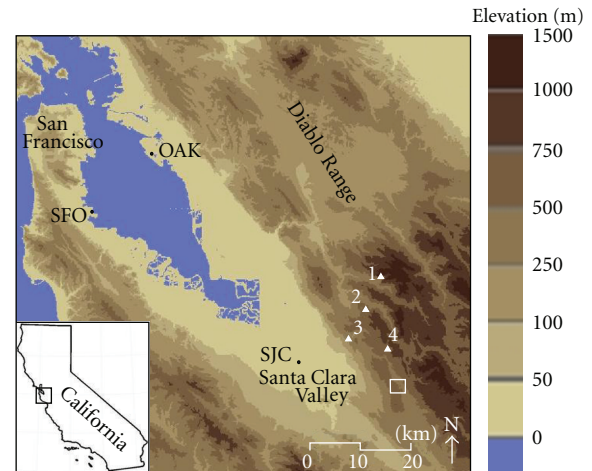 Elevation (m)
1500
1000
750
500
250
100
50
0
San
Francisco
OAK
Diablo Range
SFO
1
2
3
4
SJC
Santa Clara
Valley
California
(km)
N
0 10 20